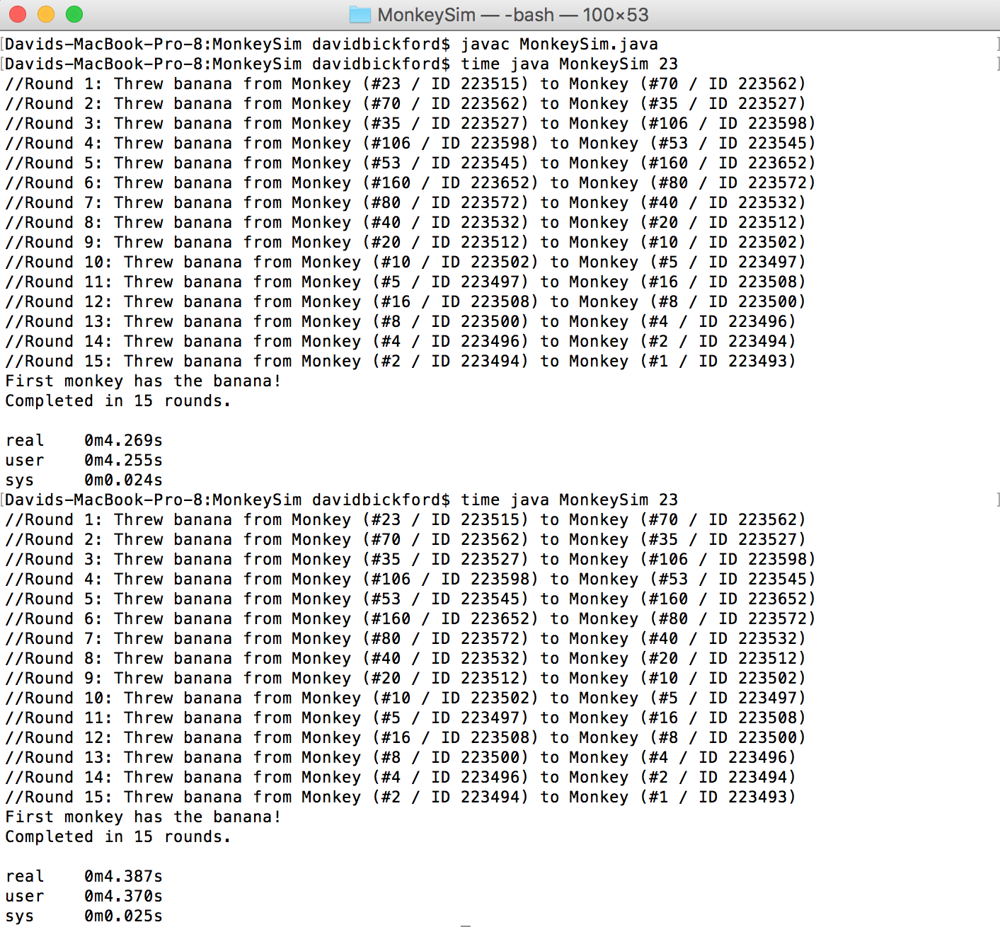 MonkeySim — -bash — 100×53
Davids-MacBook-Pro-8:MonkeySim davidbickford$ javac MonkeySim.java
Davids-MacBook-Pro-8:MonkeySim davidbickford$ time java MonkeySim 23
//Round 1: Threw banana from Monkey (#23 / ID 223515) to Monkey (#70 / ID 223562)
//Round 2: Threw banana from Monkey (#70 / ID 223562) to Monkey (#35 / ID 223527)
//Round 3: Threw banana from Monkey (#35 / ID 223527) to Monkey (#106 / ID 223598)
//Round 4: Threw banana from Monkey (#106 / ID 223598) to Monkey (#53 / ID 223545)
//Round 5: Threw banana from Monkey (#53 / ID 223545) to Monkey (#160 / ID 223652)
//Round 6: Threw banana from Monkey (#160 / ID 223652) to Monkey (#80 / ID 223572)
//Round 7: Threw banana from Monkey (#80 / ID 223572) to Monkey (#40 / ID 223532)
//Round 8: Threw banana from Monkey (#40 / ID 223532) to Monkey (#20 / ID 223512)
//Round 9: Threw banana from Monkey (#20 / ID 223512) to Monkey (#10 / ID 223502)
//Round 10: Threw banana from Monkey (#10 / ID 223502) to Monkey (#5 / ID 223497)
//Round 11: Threw banana from Monkey (#5 / ID 223497) to Monkey (#16 / ID 223508)
//Round 12: Threw banana from Monkey (#16 / ID 223508) to Monkey (#8 / ID 223500)
//Round 13: Threw banana from Monkey (#8 / ID 223500) to Monkey (#4 / ID 223496)
//Round 14: Threw banana from Monkey (#4 / ID 223496) to Monkey (#2 / ID 223494)
//Round 15: Threw banana from Monkey (#2 / ID 223494) to Monkey (#1 / ID 223493)
First monkey has the banana!
Completed in 15 rounds.
real 0m4.269s
user 0m4.255s
sys 0m0.024s
Davids-MacBook-Pro-8:MonkeySim davidbickford$ time java MonkeySim 23
//Round 1: Threw banana from Monkey (#23 / ID 223515) to Monkey (#70 / ID 223562)
//Round 2: Threw banana from Monkey (#70 / ID 223562) to Monkey (#35 / ID 223527)
//Round 3: Threw banana from Monkey (#35 / ID 223527) to Monkey (#106 / ID 223598)
//Round 4: Threw banana from Monkey (#106 / ID 223598) to Monkey (#53 / ID 223545)
//Round 5: Threw banana from Monkey (#53 / ID 223545) to Monkey (#160 / ID 223652)
//Round 6: Threw banana from Monkey (#160 / ID 223652) to Monkey (#80 / ID 223572)
//Round 7: Threw banana from Monkey (#80 / ID 223572) to Monkey (#40 / ID 223532)
//Round 8: Threw banana from Monkey (#40 / ID 223532) to Monkey (#20 / ID 223512)
//Round 9: Threw banana from Monkey (#20 / ID 223512) to Monkey (#10 / ID 223502)
//Round 10: Threw banana from Monkey (#10 / ID 223502) to Monkey (#5 / ID 223497)
//Round 11: Threw banana from Monkey (#5 / ID 223497) to Monkey (#16 / ID 223508)
//Round 12: Threw banana from Monkey (#16 / ID 223508) to Monkey (#8 / ID 223500)
//Round 13: Threw banana from Monkey (#8 / ID 223500) to Monkey (#4 / ID 223496)
//Round 14: Threw banana from Monkey (#4 / ID 223496) to Monkey (#2 / ID 223494)
//Round 15: Threw banana from Monkey (#2 / ID 223494) to Monkey (#1 / ID 223493)
First monkey has the banana!
Completed in 15 rounds.
real 0m4.387s
user 0m4.370s
sys 0m0.025s